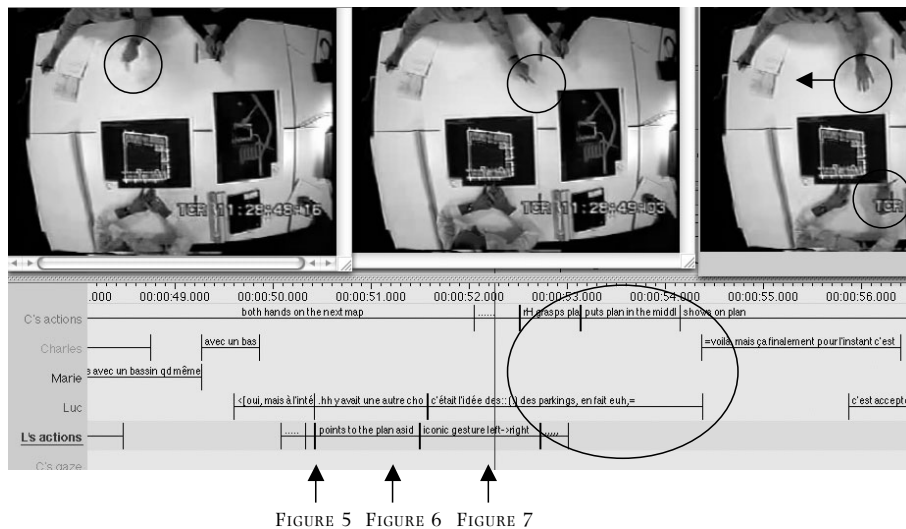 TCR 11:28:48:16
TCR 11:28:49:03
TCR
.000 00:00:49.000 00:00:50.000 00:00:51.000 00:00:52.000 00:00:53.000 00:00:54.000 00:00:55.000 00:00:56.000
C's actions both hands on the next map ...... rH grasps pla puts plan in the middl shows on plan
Charles avec un bas =voilà, mais ça finalement pour l'instant c'est
Marie s avec un bassin qd même
Luc <[oui, mais à l'inté .hh y avait une autre cho c'était l'idée des::(.) des parkings, en fait euh,= c'est accepte
L's actions ..... points to the plan asid iconic gesture left->right ,,,,,
C's gaze
FIGURE 5 FIGURE 6 FIGURE 7